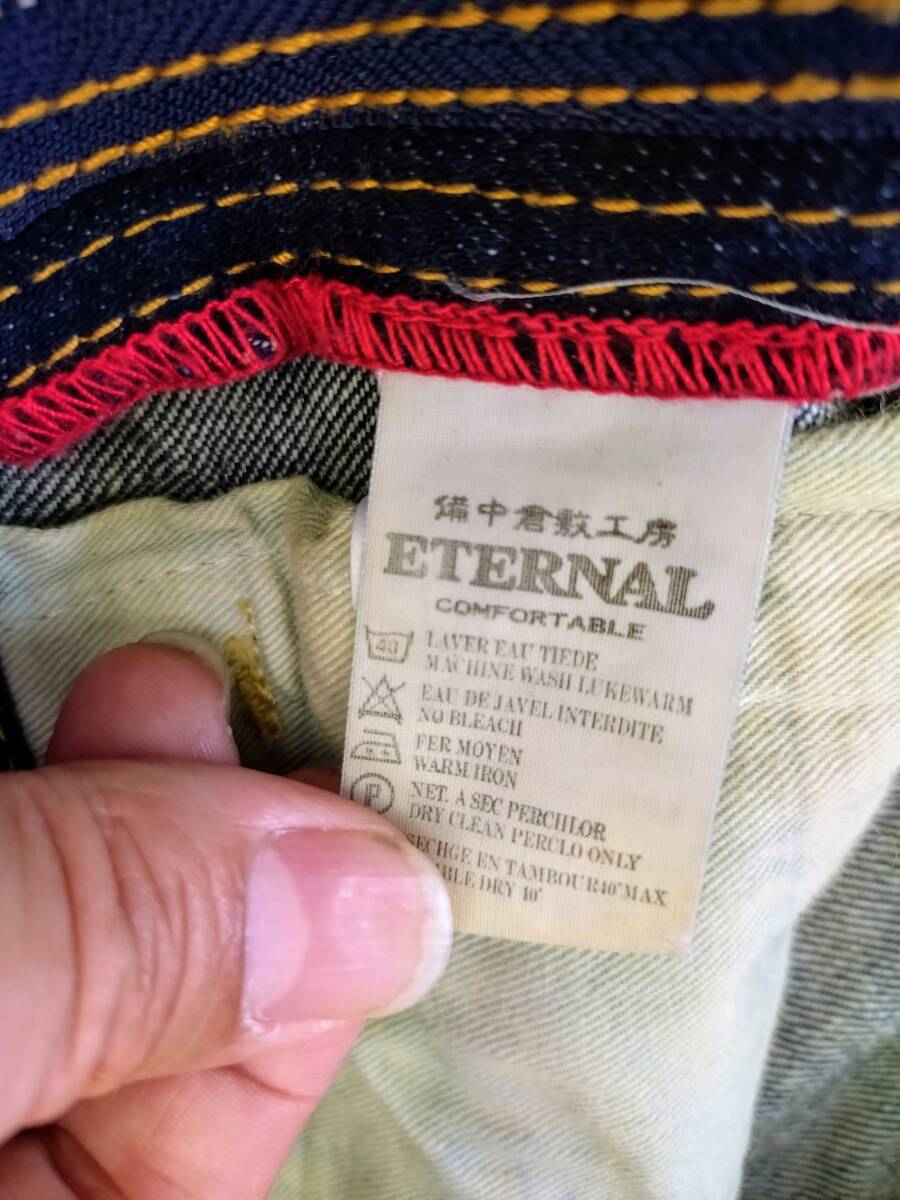 備中倉敷工房
ETERNAL
COMFORTABLE
43
LAVER EAU TIEDE
MACHINE WASH LUKEWARM
EAU DE JAVEL INTERDITE
NO BLEACH
FER MOYEN
WARM IRON
P
NET. A SEC PERCHLOR
DRY CLEAN PERCLO ONLY
SECHGE EN TAMBOUR 40° MAX
DRY 40°